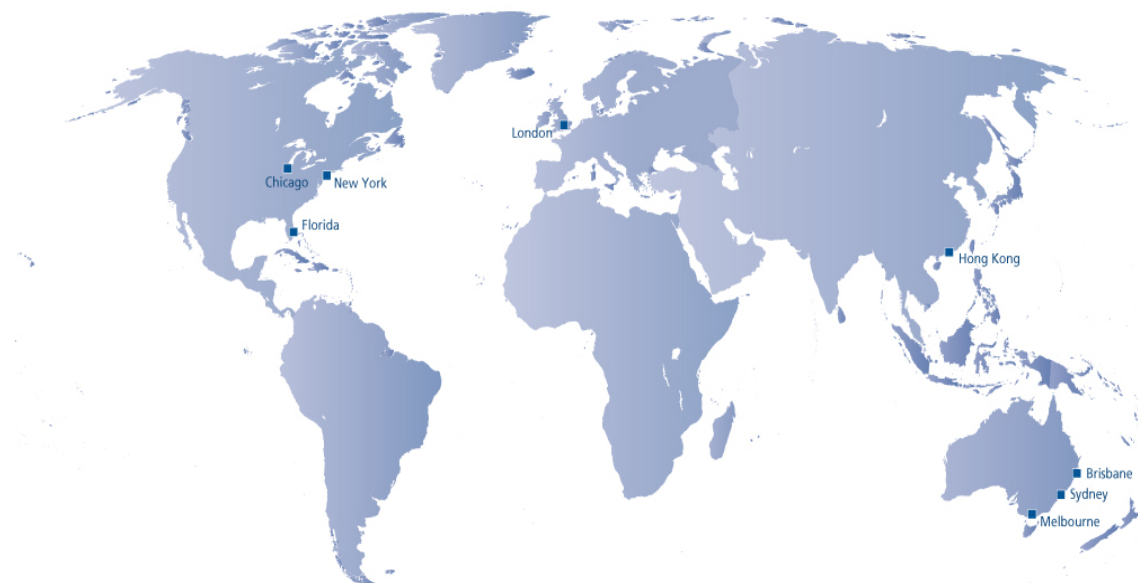 London
Chicago
New York
Florida
Hong Kong
Brisbane
Sydney
Melbourne